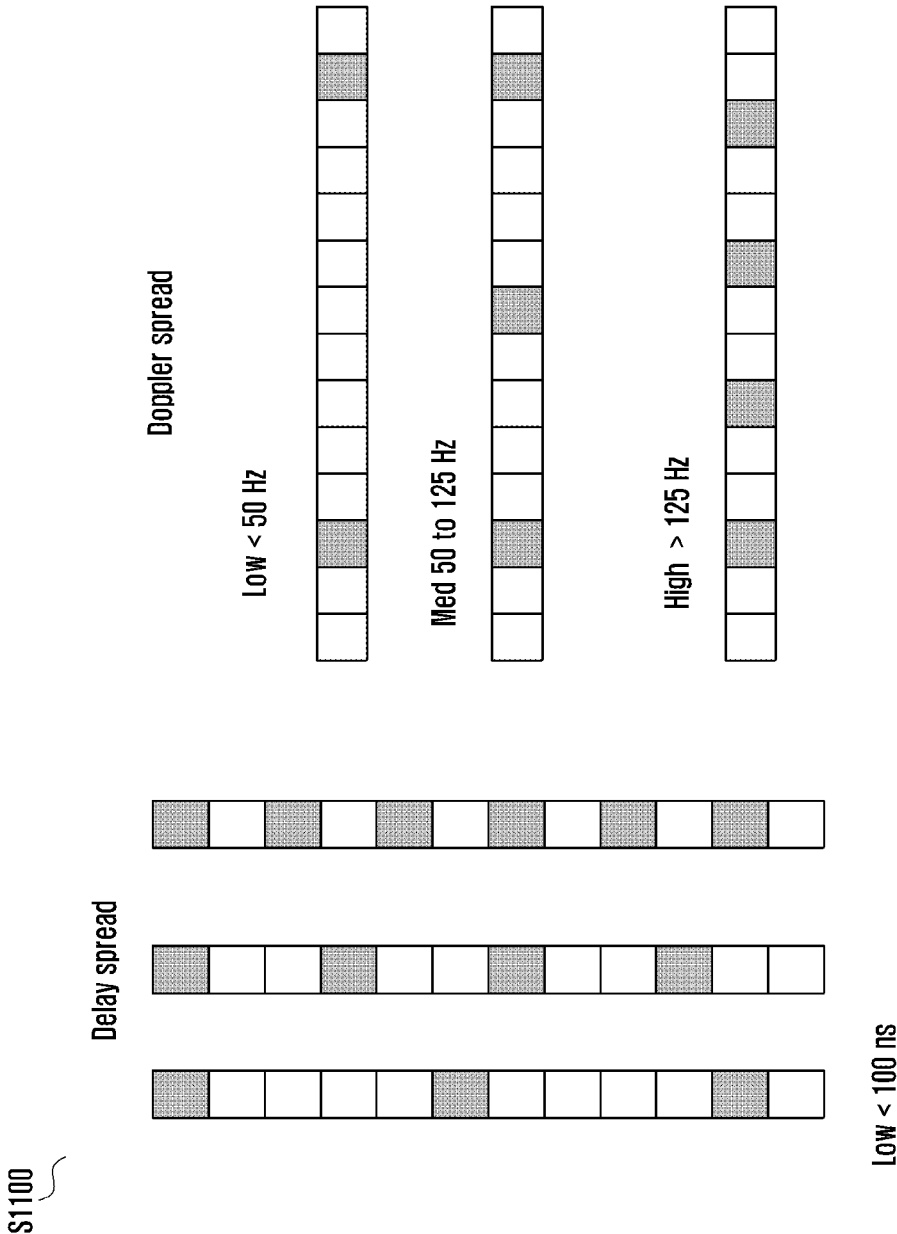 S1100
Delay spread
Low < 100 ns
Doppler spread
Low < 50 Hz
Med 50 to 125 Hz
High > 125 Hz